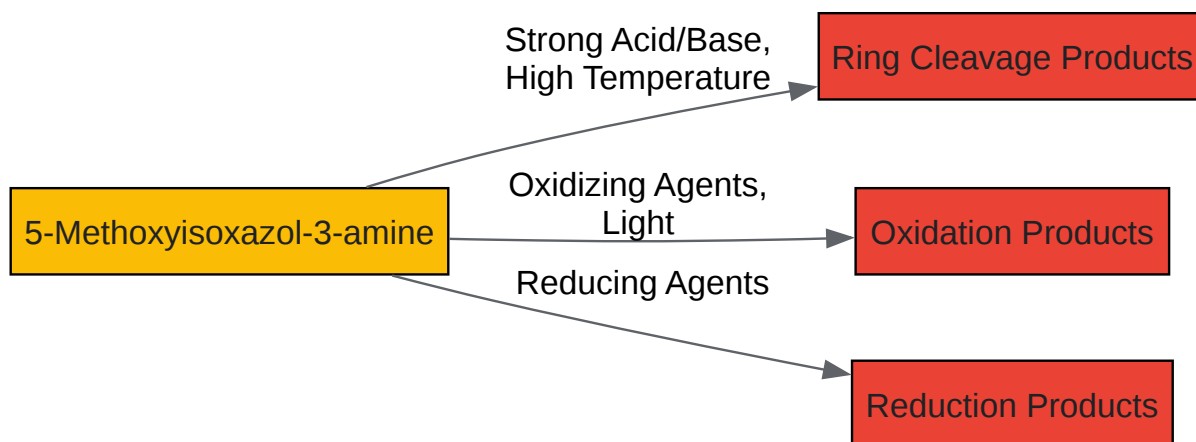 Strong Acid/Base,
High Temperature
Ring Cleavage Products
5-Methoxyisoxazol-3-amine
Oxidizing Agents,
Light
Oxidation Products
Reducing Agents
Reduction Products